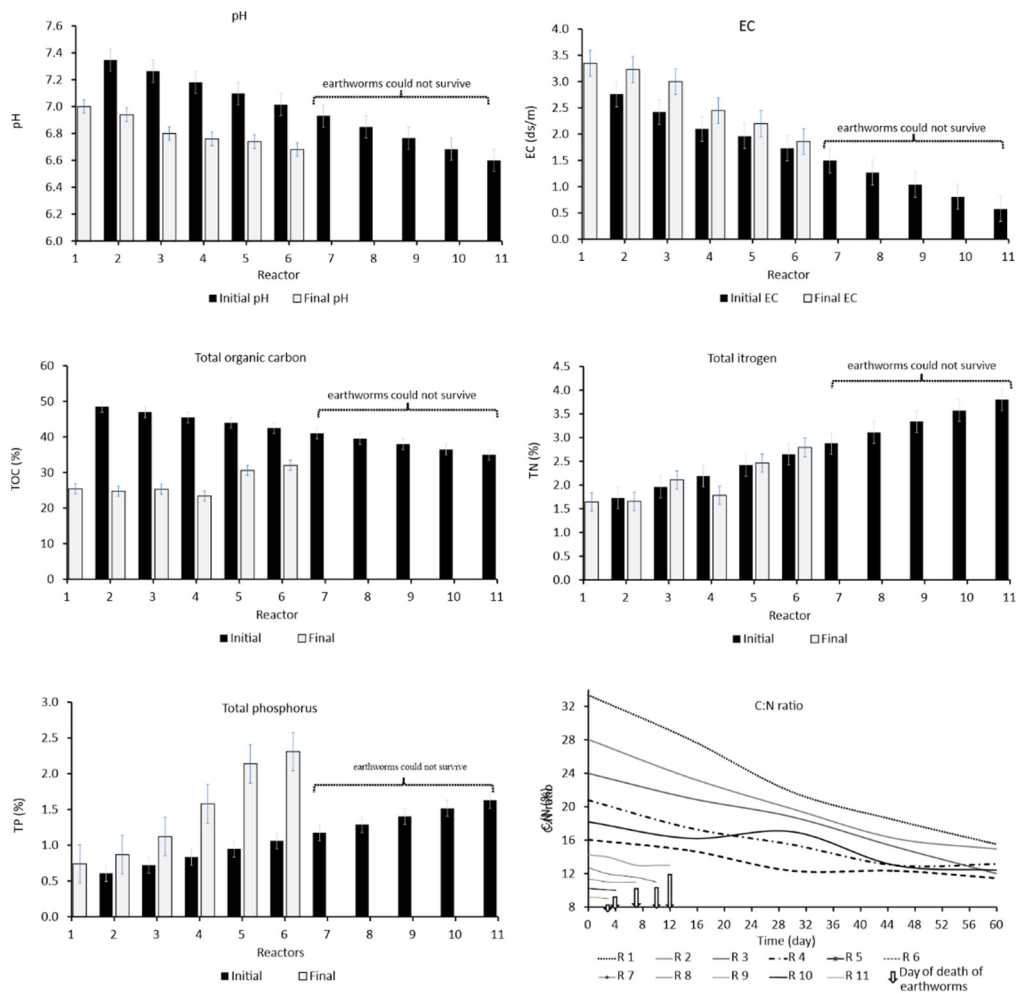 pH
7.6
7.4
7.2
7.0
6.8
6.6
6.4
6.2
6.0
pH
earthworms could not survive
1 2 3 4 5 6 7 8 9 10 11
Reactor
Initial pH Final pH
EC
4.0
3.5
3.0
2.5
2.0
1.5
1.0
0.5
0.0
EC (ds/m)
earthworms could not survive
1 2 3 4 5 6 7 8 9 10 11
Reactor
Initial EC Final EC
Total organic carbon
60
50
40
30
20
10
0
TOC (%)
earthworms could not survive
1 2 3 4 5 6 7 8 9 10 11
Reactor
Initial Final
Total itrogen
4.5
4.0
3.5
3.0
2.5
2.0
1.5
1.0
0.5
0.0
TN (%)
earthworms could not survive
1 2 3 4 5 6 7 8 9 10 11
Reactor
Initial Final
Total phosphorus
3.0
2.5
2.0
1.5
1.0
0.5
0.0
TP (%)
earthworms could not survive
1 2 3 4 5 6 7 8 9 10 11
Reactors
Initial Final
C:N ratio
32
28
24
20
16
12
8
0 4 8 12 16 20 24 28 32 36 40 44 48 52 56 60
Time (day)
R 1 R 2 R 3 R 4 R 5 R 6
R 7 R 8 R 9 R 10 R 11 Day of death of
earthworms